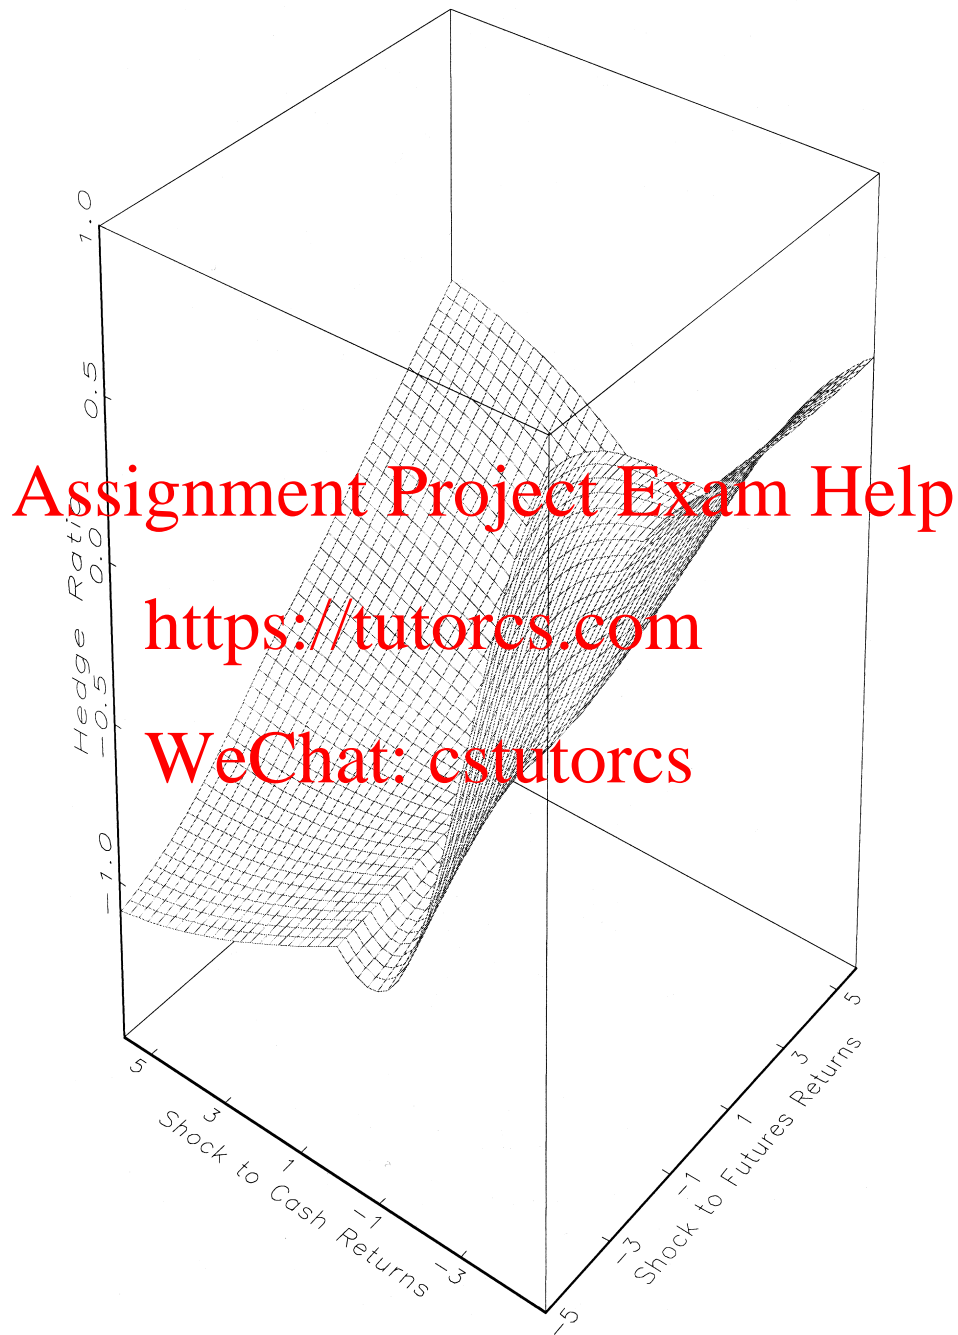 1.0
0.5
0.0
-0.5
-1.0
Hedge Ratio
Assignment Project Exam Help
https://tutorcs.com
WeChat: cstutorcs
5
3
1
-1
-3
Shock to Cash Returns
-5
-3
-1
1
3
5
Shock to Futures Returns